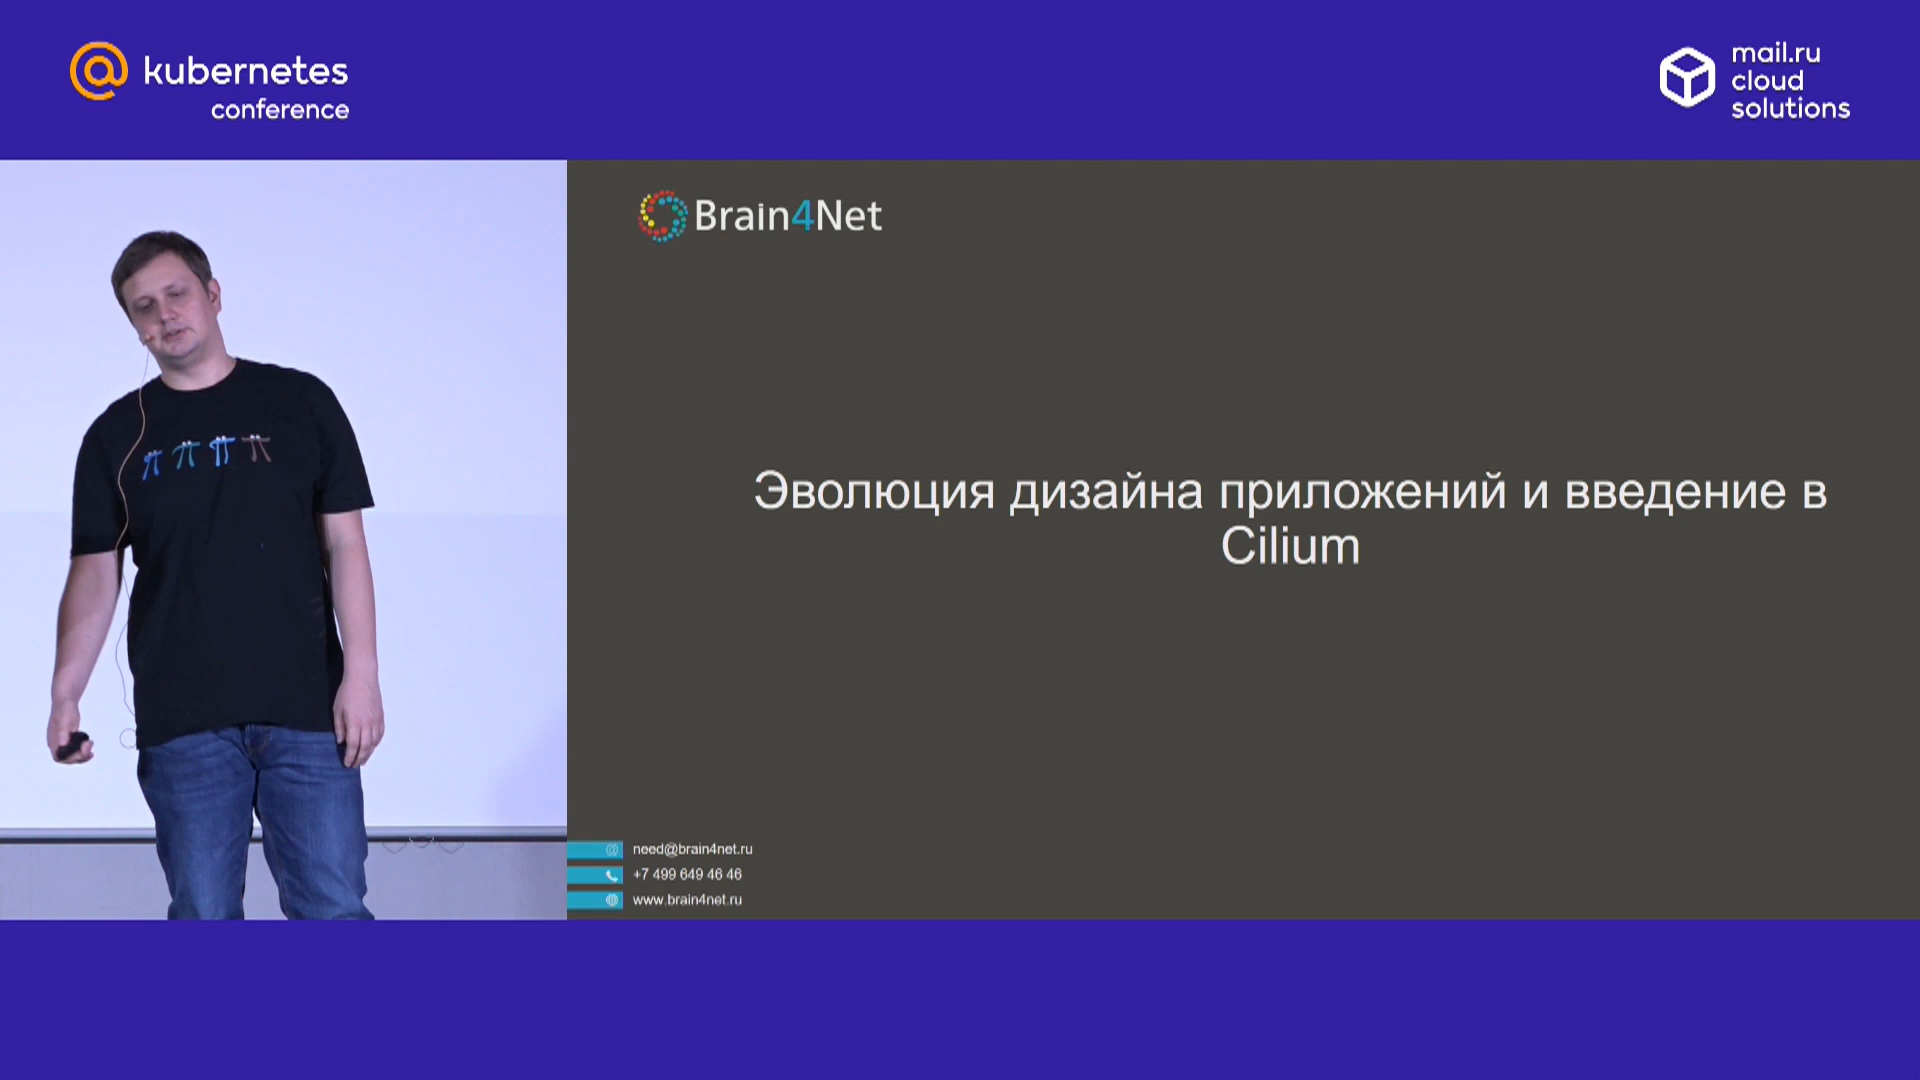 kubernetes
conference
mail.ru
cloud
solutions
Brain4Net
Эволюция дизайна приложений и введение в
Cilium
need@brain4net.ru
+7 499 649 46 46
www.brain4net.ru